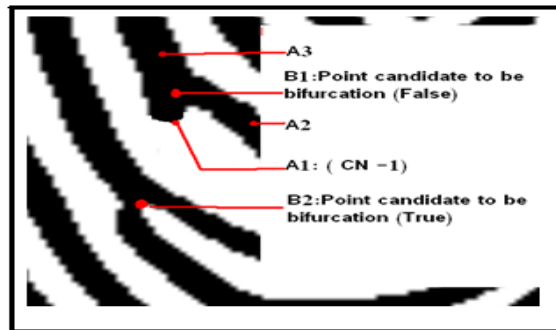 A3
B1:Point candidate to be
bifurcation (False)
A2
A1: ( CN -1)
B2:Point candidate to be
bifurcation (True)